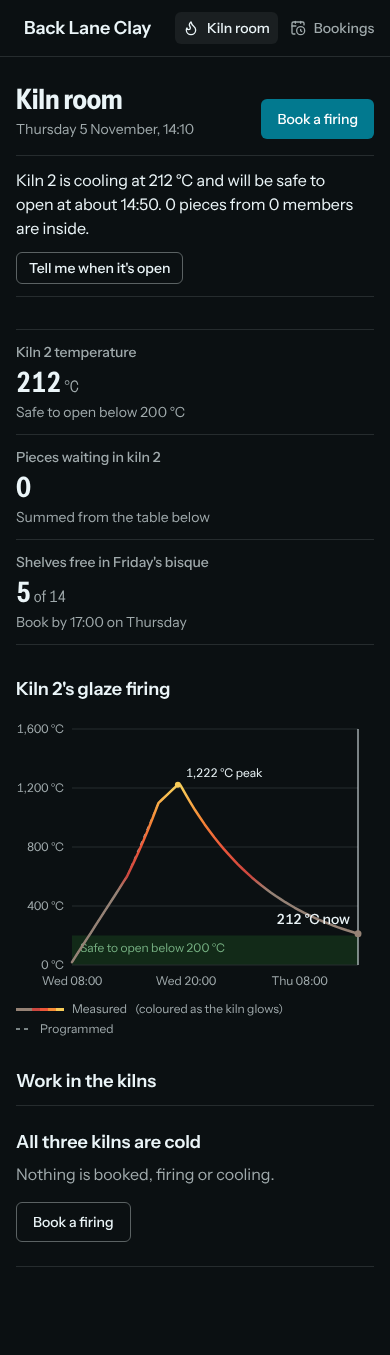 Back Lane Clay
Kiln room
Bookings
Kiln room
Thursday 5 November, 14:10
Book a firing
Kiln 2 is cooling at 212 °C and will be safe to
open at about 14:50. 0 pieces from 0 members
are inside.
Tell me when it's open
Kiln 2 temperature
212 °C
Safe to open below 200 °C
Pieces waiting in kiln 2
0
Summed from the table below
Shelves free in Friday's bisque
5 of 14
Book by 17:00 on Thursday
Kiln 2's glaze firing
1,600 °C
1,222 °C peak
1,200 °C
800 °C
400 °C
212 °C now
Safe to open below 200 °C
0 °C
Wed 08:00
Wed 20:00
Thu 08:00
Measured (coloured as the kiln glows)
Programmed
Work in the kilns
All three kilns are cold
Nothing is booked, firing or cooling.
Book a firing